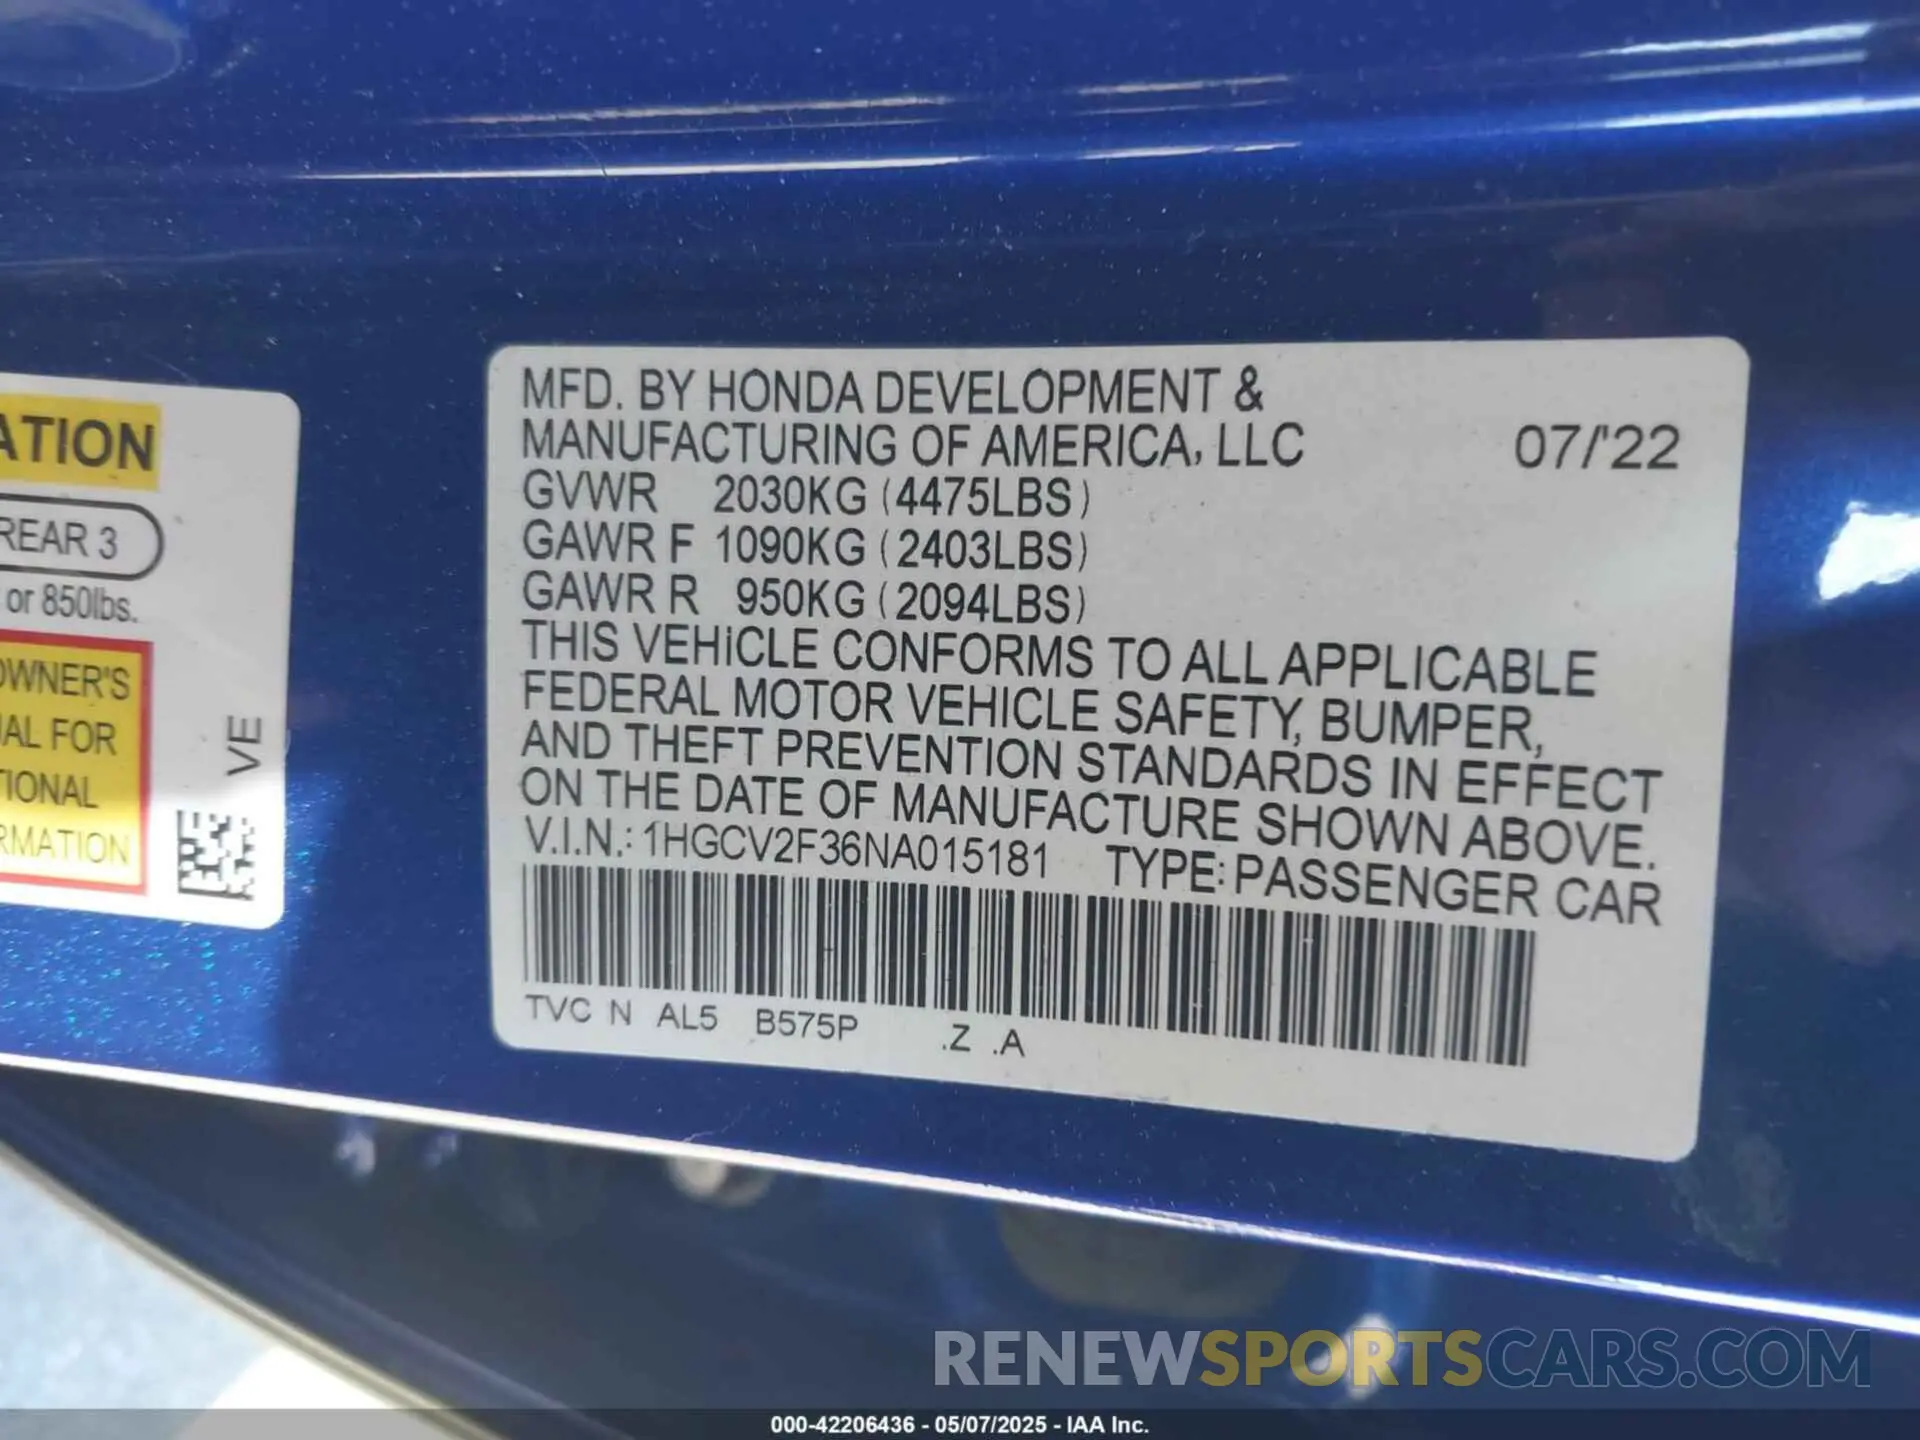 ATION
REAR 3
or 850lbs.
OWNER'S
AL FOR
TIONAL
RMATION
VE
MFD. BY HONDA DEVELOPMENT &
MANUFACTURING OF AMERICA, LLC 07/'22
GVWR 2030KG (4475LBS)
GAWR F 1090KG (2403LBS)
GAWR R 950KG (2094LBS)
THIS VEHICLE CONFORMS TO ALL APPLICABLE
FEDERAL MOTOR VEHICLE SAFETY, BUMPER,
AND THEFT PREVENTION STANDARDS IN EFFECT
ON THE DATE OF MANUFACTURE SHOWN ABOVE.
V.I.N.: 1HGCV2F36NA015181 TYPE: PASSENGER CAR
TVC N AL5 B575P .Z .A
RENEWSPORTSCARS.COM
000-42206436 - 05/07/2025 - IAA Inc.